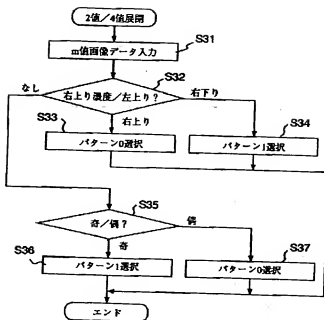 2値／4値展開
S31
m値画像データ入力
S32
右上り濃度／左上り？
なし
右下り
S33
右上り
S34
パターン0選択
パターン1選択
S35
奇／偶？
偶
S36
奇
S37
パターン1選択
パターン0選択
エンド